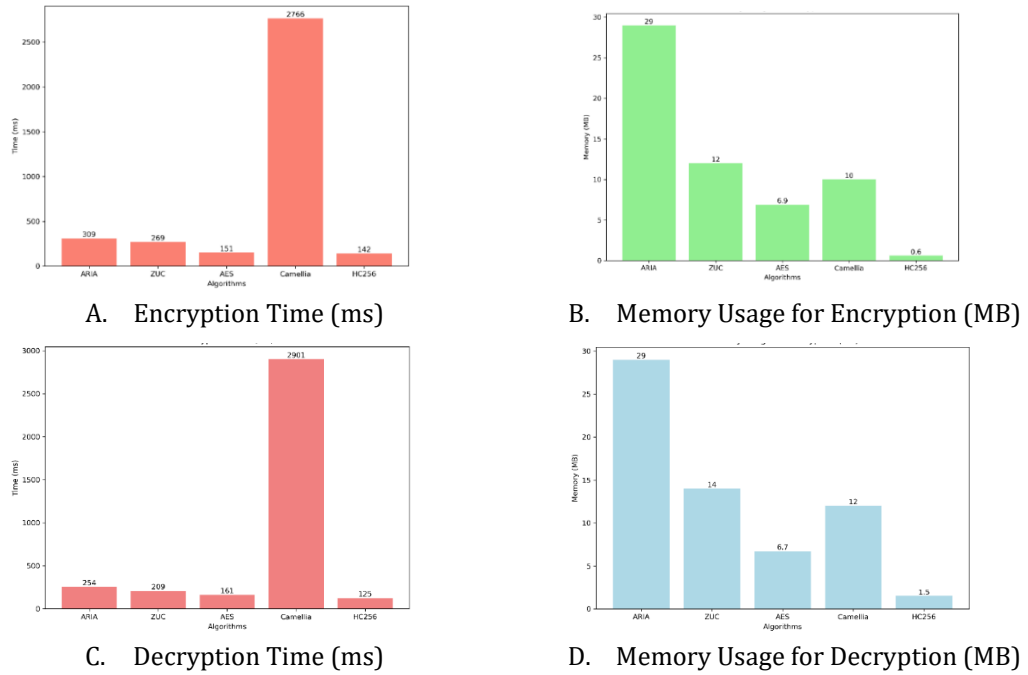 2766
2500
2000
1500
1000
500
0
Time (ms)
309
269
151
142
ARIA
ZUC
AES
Camellia
HC256
Algorithms
30
25
20
15
10
5
0
Memory (MB)
29
12
6.9
10
0.6
ARIA
ZUC
AES
Camellia
HC256
Algorithms
A. Encryption Time (ms)
B. Memory Usage for Encryption (MB)
3000
2500
2000
1500
1000
500
0
Time (ms)
254
209
161
2901
125
ARIA
ZUC
AES
Camellia
HC256
Algorithms
30
25
20
15
10
5
0
Memory (MB)
29
14
6.7
12
1.5
ARIA
ZUC
AES
Camellia
HC256
Algorithms
C. Decryption Time (ms)
D. Memory Usage for Decryption (MB)